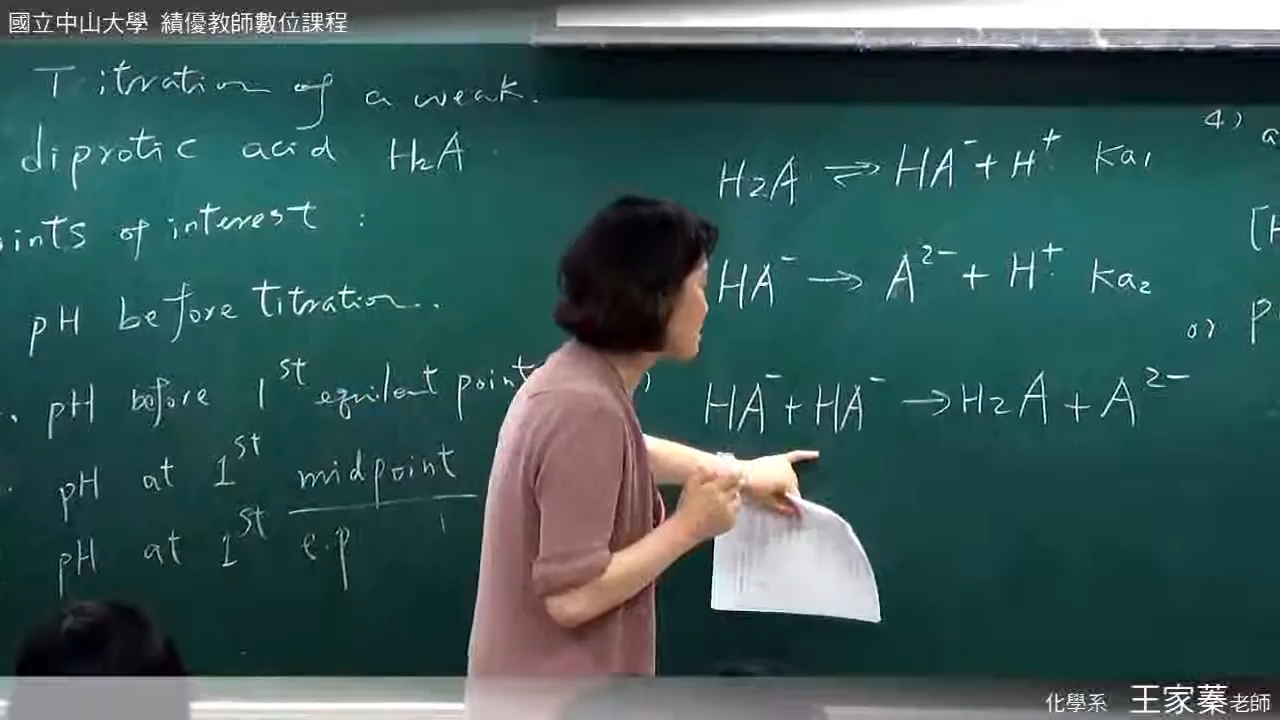 國立中山大學 績優教師數位課程
Titration of a weak.
diprotic acid H₂A
ints of interest :
pH before titration..
pH before 1st equilent point
pH at 1st midpoint
pH at 1st e.p
H₂A ⇌ HA⁻ + H⁺ Ka₁
HA⁻ → A²⁻ + H⁺ Ka₂
HA⁻ + HA⁻ → H₂A + A²⁻
4) a
[H
or P
化學系 王家蓁老師